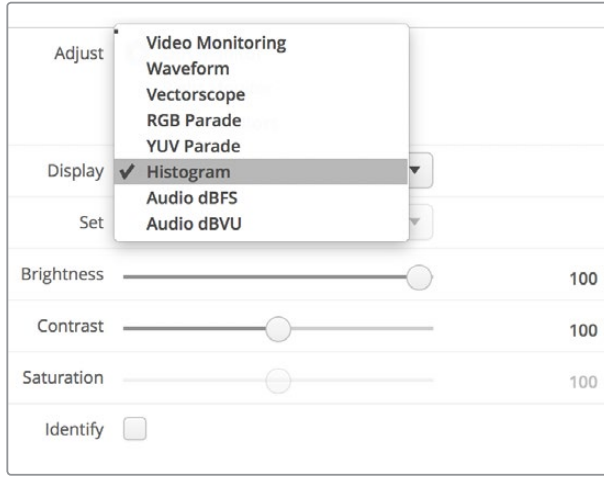 Adjust
Video Monitoring
Waveform
Vectorscope
RGB Parade
YUV Parade
Display ✔ Histogram
Audio dBFS
Set Audio dBVU
Brightness 100
Contrast 100
Saturation 100
Identify